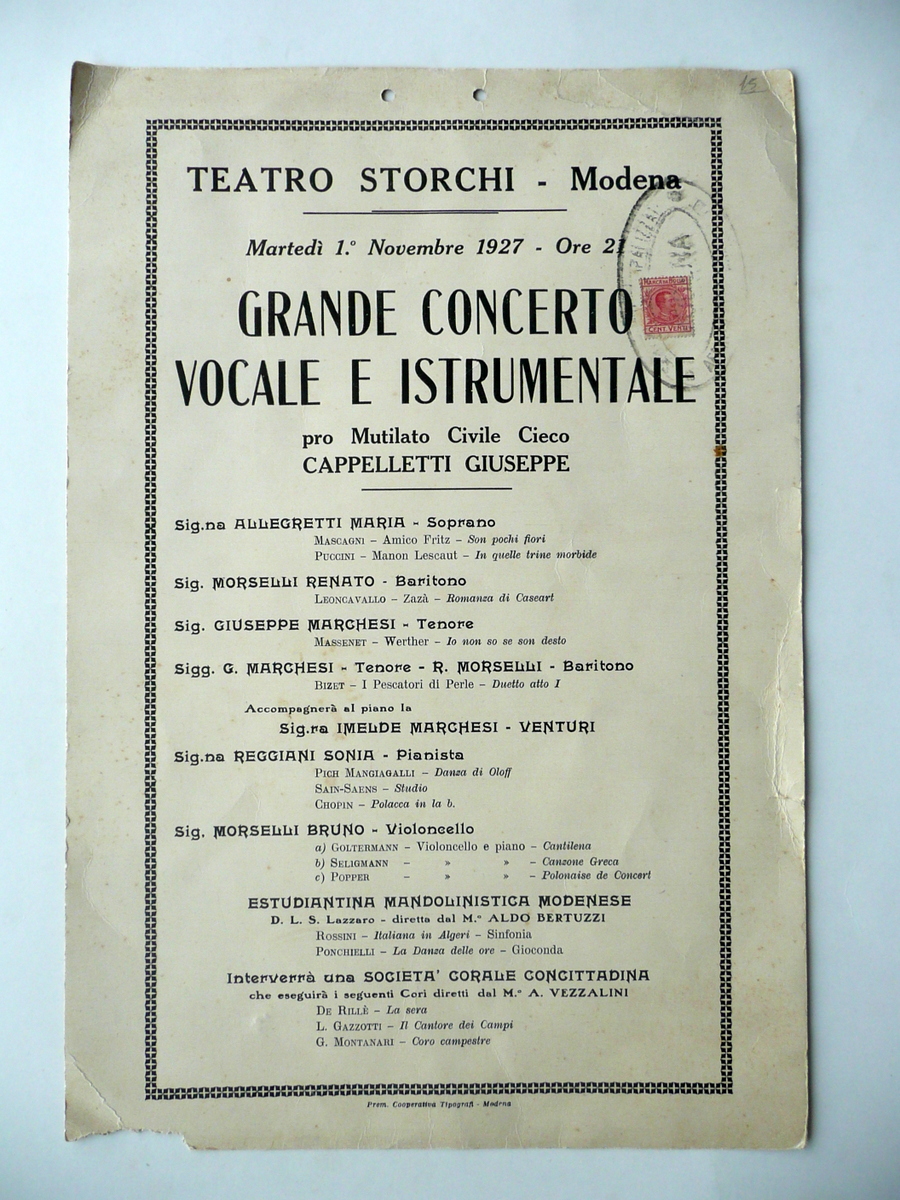 15
TEATRO STORCHI - Modena
Martedì 1.º Novembre 1927 - Ore 21
MARCA DA BOLLO
CENT. VENTI
GRANDE CONCERTO
VOCALE E ISTRUMENTALE
pro Mutilato Civile Cieco
CAPPELLETTI GIUSEPPE
Sig.na ALLEGRETTI MARIA - Soprano
MASCAGNI - Amico Fritz - Son pochi fiori
PUCCINI - Manon Lescaut - In quelle trine morbide
Sig. MORSELLI RENATO - Baritono
LEONCAVALLO - Zazà - Romanza di Caseart
Sig. GIUSEPPE MARCHESI - Tenore
MASSENET - Werther - Io non so se son desto
Sigg. G. MARCHESI - Tenore - R. MORSELLI - Baritono
BIZET - I Pescatori di Perle - Duetto atto I
Accompagnerà al piano la
Sig.ra IMELDE MARCHESI - VENTURI
Sig.na REGGIANI SONIA - Pianista
PICH MANGIAGALLI - Danza di Oloff
SAIN-SAENS - Studio
CHOPIN - Polacca in la b.
Sig. MORSELLI BRUNO - Violoncello
a) GOLTERMANN - Violoncello e piano - Cantilena
b) SELIGMANN - » » - Canzone Greca
c) POPPER - » » - Polonaise de Concert
ESTUDIANTINA MANDOLINISTICA MODENESE
D. L. S. Lazzaro - diretta dal M.º ALDO BERTUZZI
ROSSINI - Italiana in Algeri - Sinfonia
PONCHIELLI - La Danza delle ore - Gioconda
Interverrà una SOCIETA' CORALE CONCITTADINA
che eseguirà i seguenti Cori diretti dal M.º A. VEZZALINI
DE RILLÈ - La sera
L. GAZZOTTI - Il Cantore dei Campi
G. MONTANARI - Coro campestre
Prem. Cooperativa Tipografi - Modena